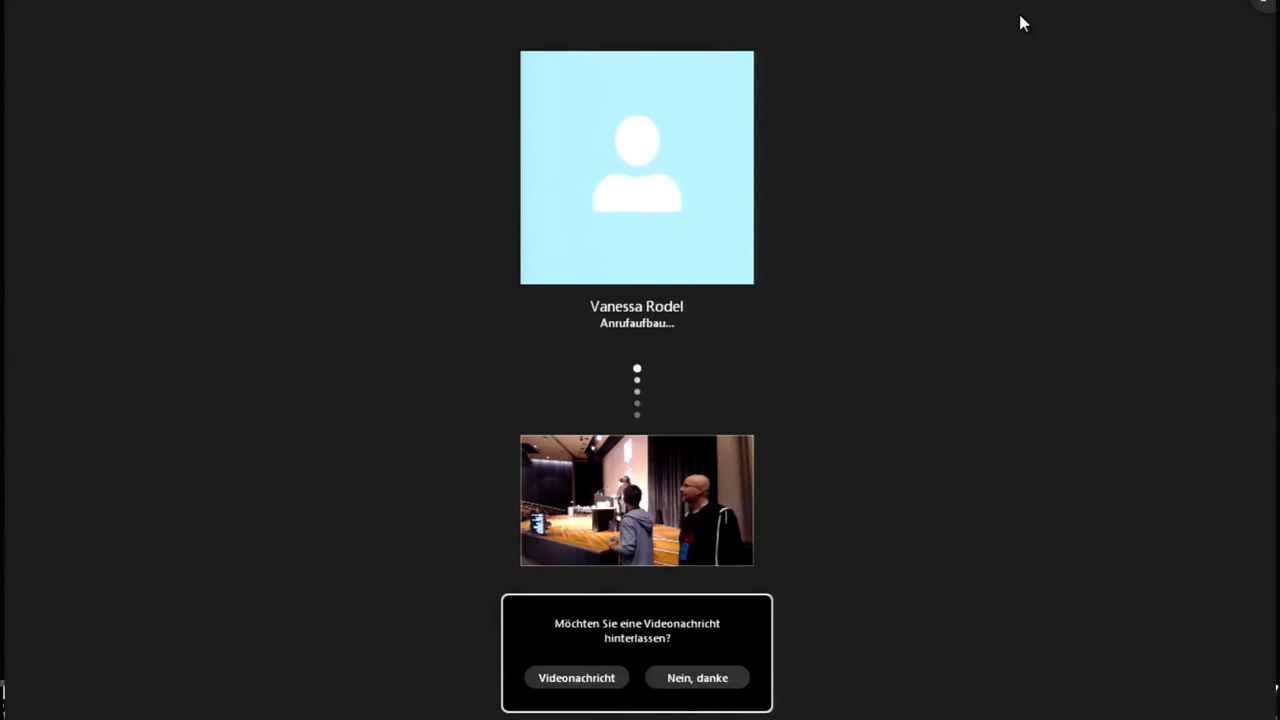 Vanessa Rodel
Anrufaufbau...
Möchten Sie eine Videonachricht
hinterlassen?
Videonachricht
Nein, danke